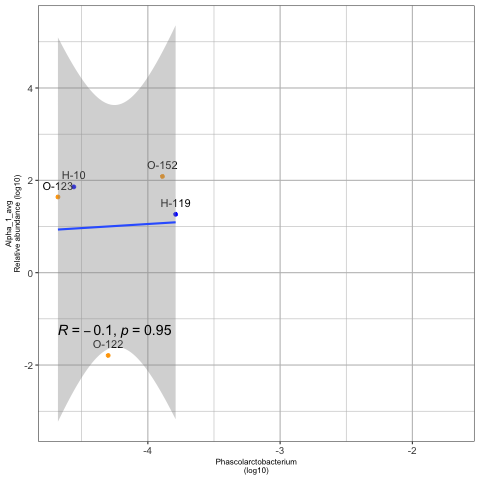 4
2
0
-2
Alpha_1_avg
Relative abundance (log10)
O-152
H-10
O-123
H-119
R = −0.1, p = 0.95
O-122
-4
-3
-2
Phascolarctobacterium
(log10)